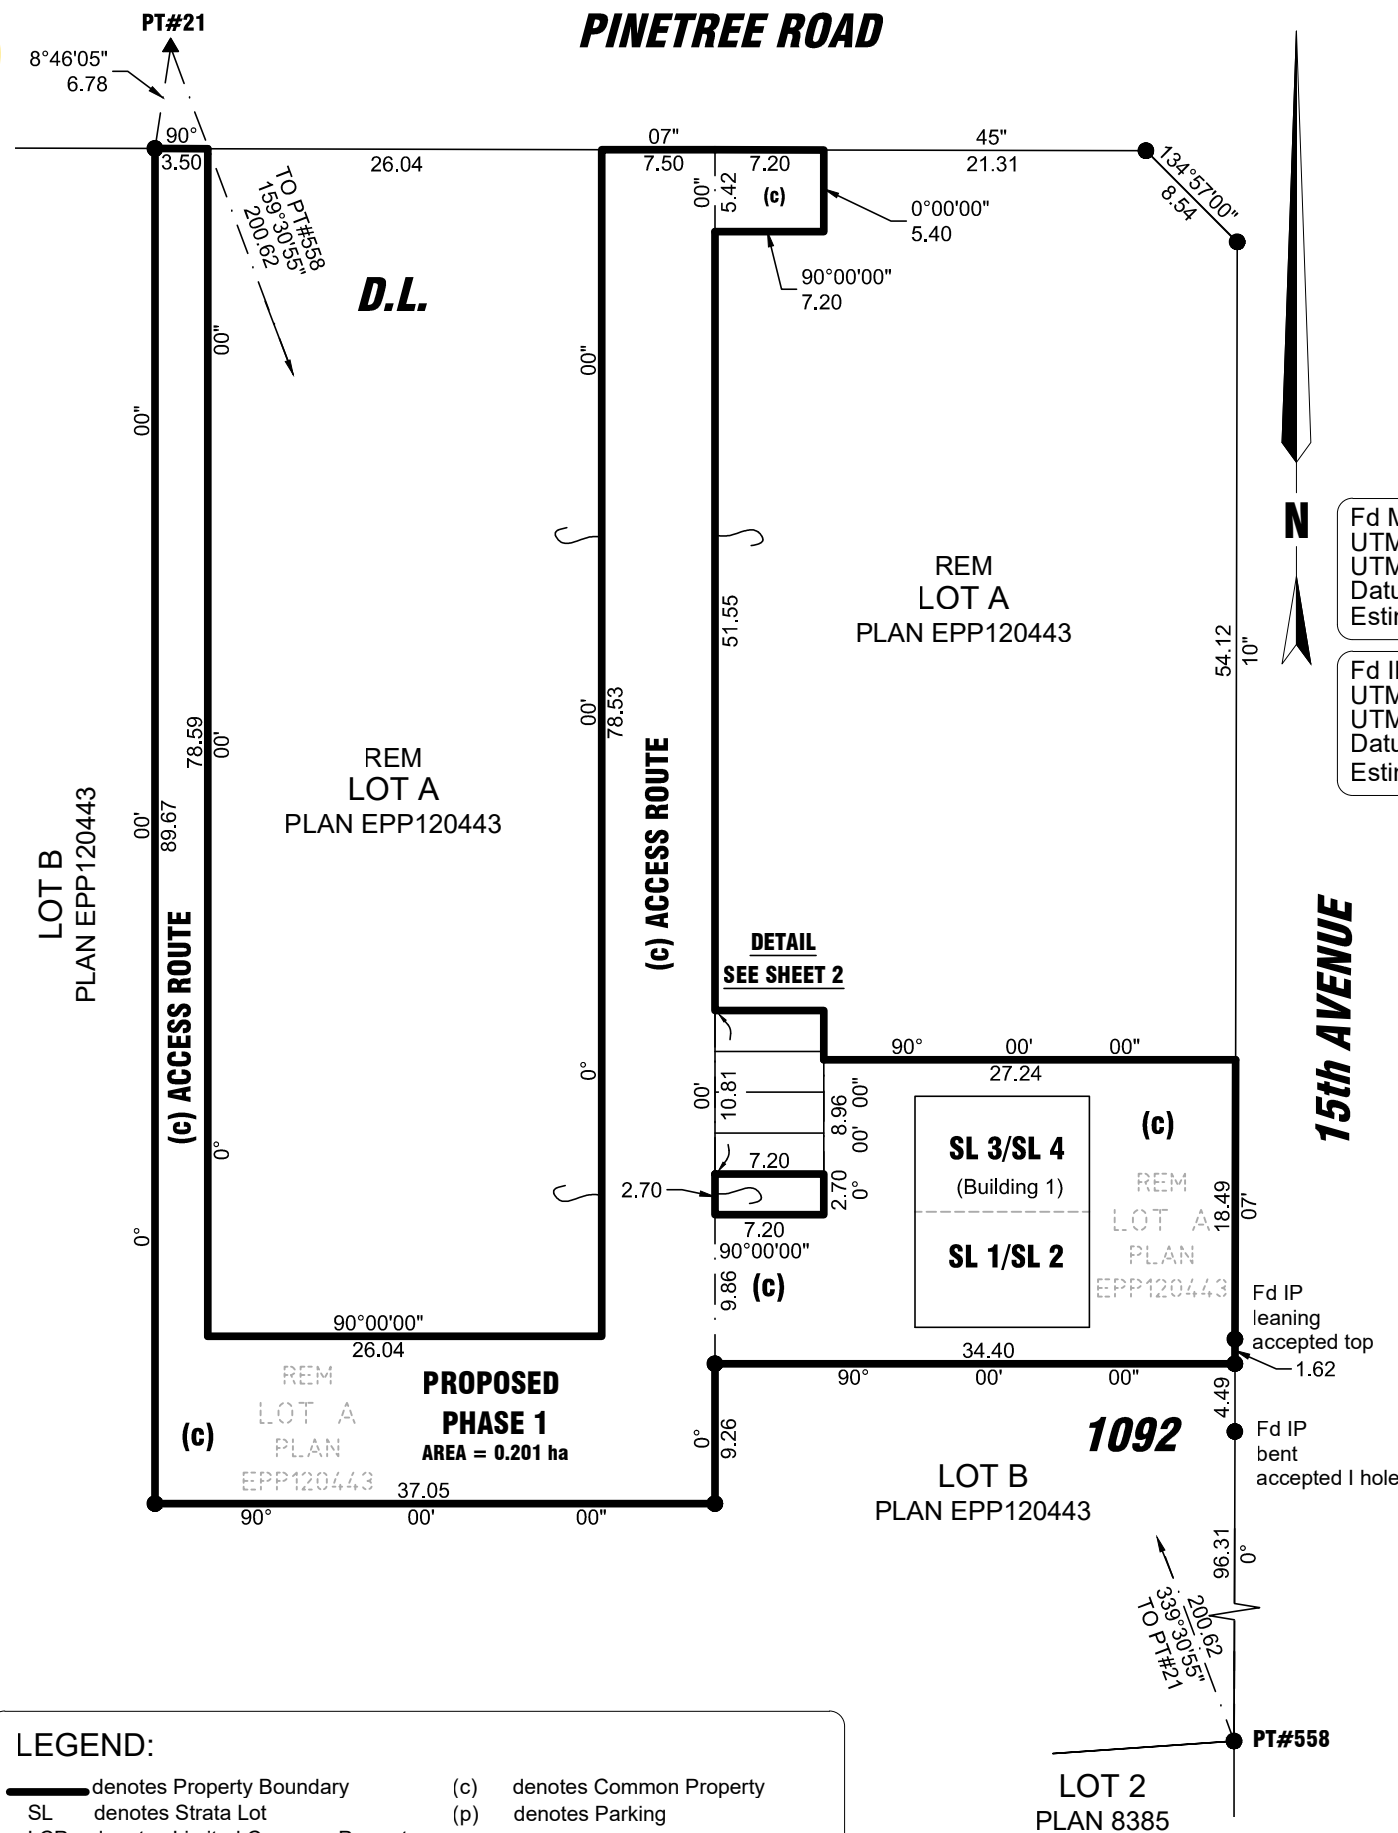 PINETREE ROAD
PT#21
8°46'05"
6.78
90°
07"
45"
3.50
26.04
7.50
7.20
21.31
134°57'00"
8.54
00"
5.42
(c)
0°00'00"
5.40
90°00'00"
7.20
TO PT#558
159°30'55"
200.62
D.L.
00"
00"
00"
N
Fd
UTM
UTM
Estin
Fd
UTM
UTM
Estin
REM
LOT A
PLAN EPP120443
51.55
54.12
10"
00'
78.53
78.59
00'
00'
89.67
REM
LOT A
PLAN EPP120443
LOT B
PLAN EPP120443
(c) ACCESS ROUTE
(c) ACCESS ROUTE
15th AVENUE
DETAIL
SEE SHEET 2
90° 00' 00"
27.24
0°
0°
0°
00'
10.81
8.96
00' 00"
7.20
2.70
2.70
0°
7.20
90°00'00"
9.86
(c)
SL 3/SL 4
(Building 1)
SL 1/SL 2
(c)
REM
LOT A
PLAN
EPP120443
18.49
07'
Fd IP
leaning
accepted top
1.62
34.40
90° 00' 00"
4.49
Fd IP
bent
accepted I hole
90°00'00"
26.04
REM
LOT A
PLAN
EPP120443
(c)
PROPOSED
PHASE 1
AREA = 0.201 ha
0°
9.26
1092
LOT B
PLAN EPP120443
37.05
90° 00' 00"
96.31
0°
200.62
339°30'55"
TO PT#21
PT#558
LOT 2
PLAN 8385
LEGEND:
denotes Property Boundary
(c) denotes Common Property
SL denotes Strata Lot
(p) denotes Parking